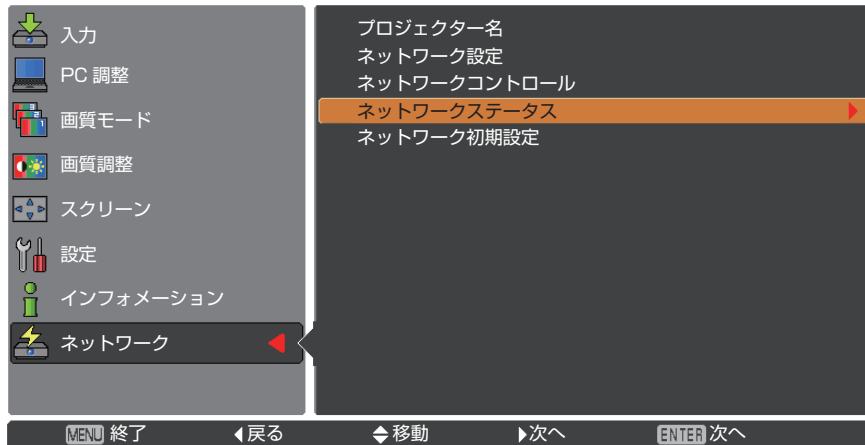 入力
PC 調整
画質モード
画質調整
スクリーン
設定
インフォメーション
ネットワーク
プロジェクター名
ネットワーク設定
ネットワークコントロール
ネットワークステータス
ネットワーク初期設定
MENU 終了 戻る 移動 次へ ENTER 次へ